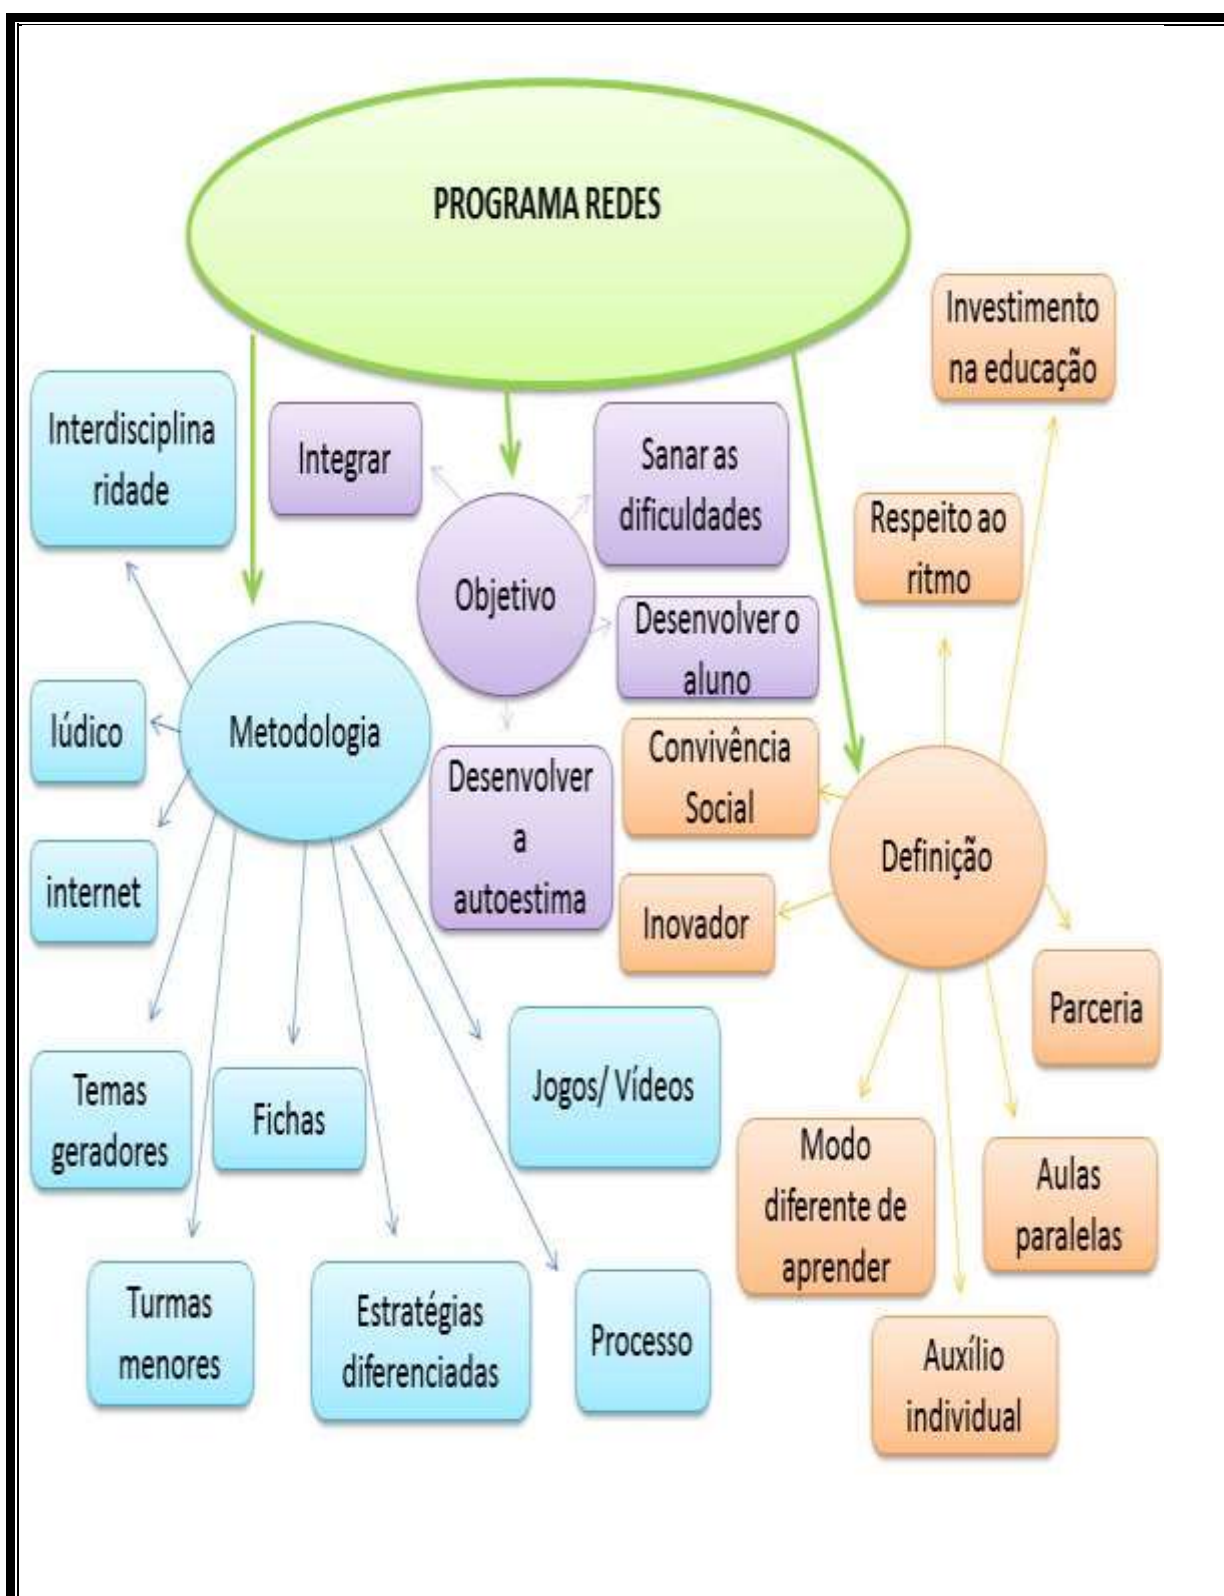 PROGRAMA REDES
Investimento
na educação
Interdisciplina
ridade
Integrar
Sanar as
dificuldades
Respeito ao
ritmo
Objetivo
Desenvolver o
aluno
lúdico
Metodologia
Convivência
Social
Desenvolver
a
autoestima
Definição
internet
Inovador
Parceria
Temas
geradores
Fichas
Jogos/ Vídeos
Modo
diferente de
aprender
Aulas
paralelas
Turmas
menores
Estratégias
diferenciadas
Processo
Auxílio
individual